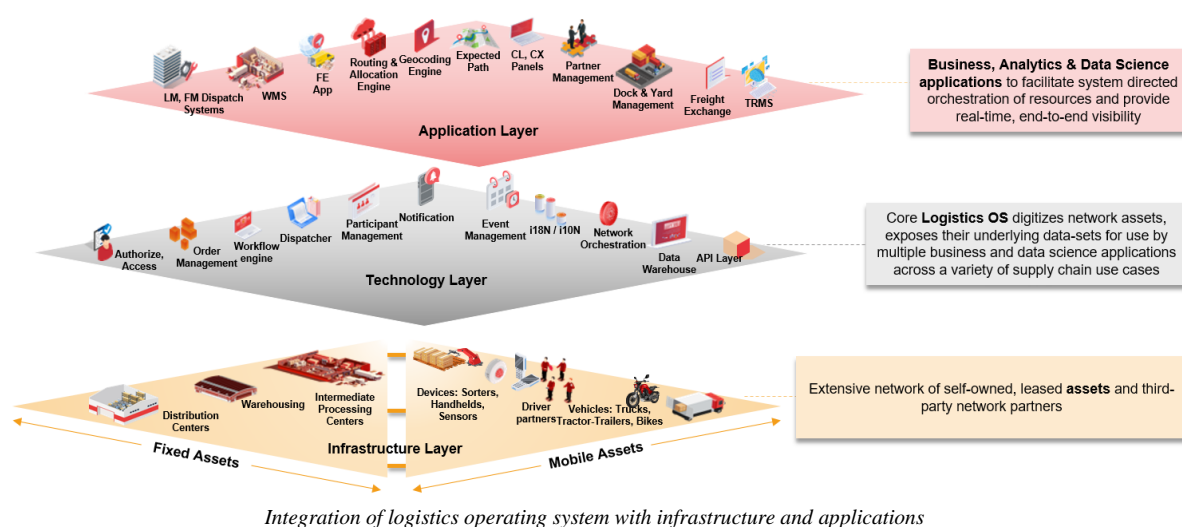 LM, FM Dispatch
Systems
WMS
FE
App
Routing &
Allocation
Engine
Geocoding
Engine
Expected
Path
CL, CX
Panels
Partner
Management
Dock & Yard
Management
Freight
Exchange
TRMS
Application Layer
Business, Analytics & Data Science
applications to facilitate system directed
orchestration of resources and provide
real-time, end-to-end visibility
Authorize,
Access
Order
Management
Workflow
engine
Dispatcher
Participant
Management
Notification
Event
Management
i18N / i10N
Network
Orchestration
Data
Warehouse
API Layer
Technology Layer
Core Logistics OS digitizes network assets,
exposes their underlying data-sets for use by
multiple business and data science applications
across a variety of supply chain use cases
Distribution
Centers
Warehousing
Intermediate
Processing
Centers
Devices: Sorters,
Handhelds,
Sensors
Driver
partners
Vehicles: Trucks,
Tractor-Trailers, Bikes
Infrastructure Layer
Fixed Assets
Mobile Assets
Extensive network of self-owned, leased assets and third-
party network partners
Integration of logistics operating system with infrastructure and applications